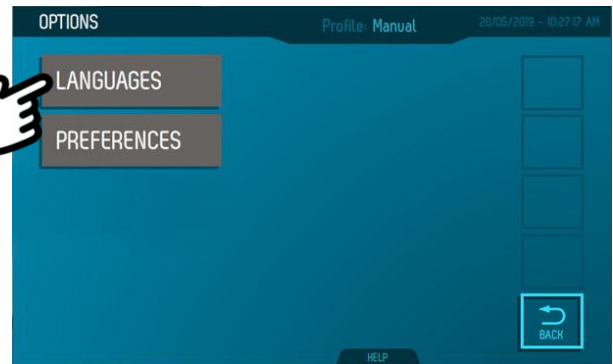 OPTIONS Profile: Manual 20/05/2019 - 10:27:17 AM
LANGUAGES
PREFERENCES
BACK
HELP